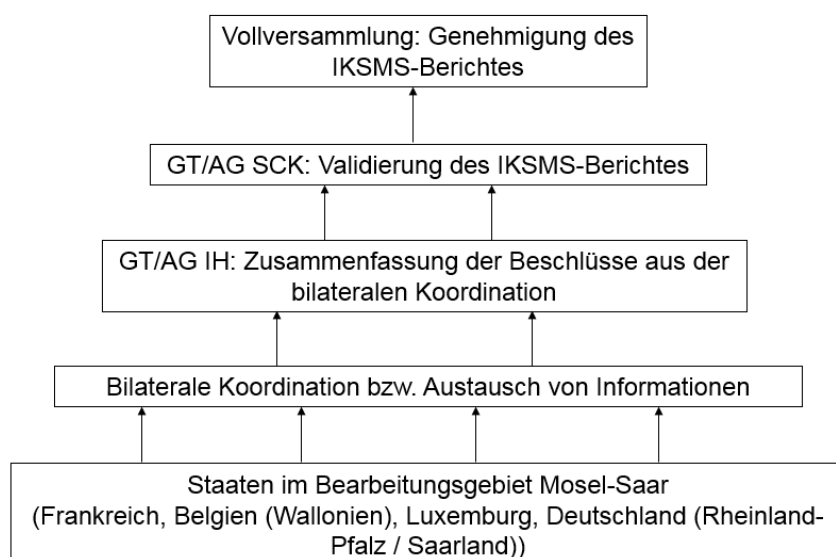 Vollversammlung: Genehmigung des
IKSMS-Berichtes
GT/AG SCK: Validierung des IKSMS-Berichtes
GT/AG IH: Zusammenfassung der Beschlüsse aus der
bilateralen Koordination
Bilaterale Koordination bzw. Austausch von Informationen
Staaten im Bearbeitungsgebiet Mosel-Saar
(Frankreich, Belgien (Wallonien), Luxemburg, Deutschland (Rheinland-
Pfalz / Saarland))